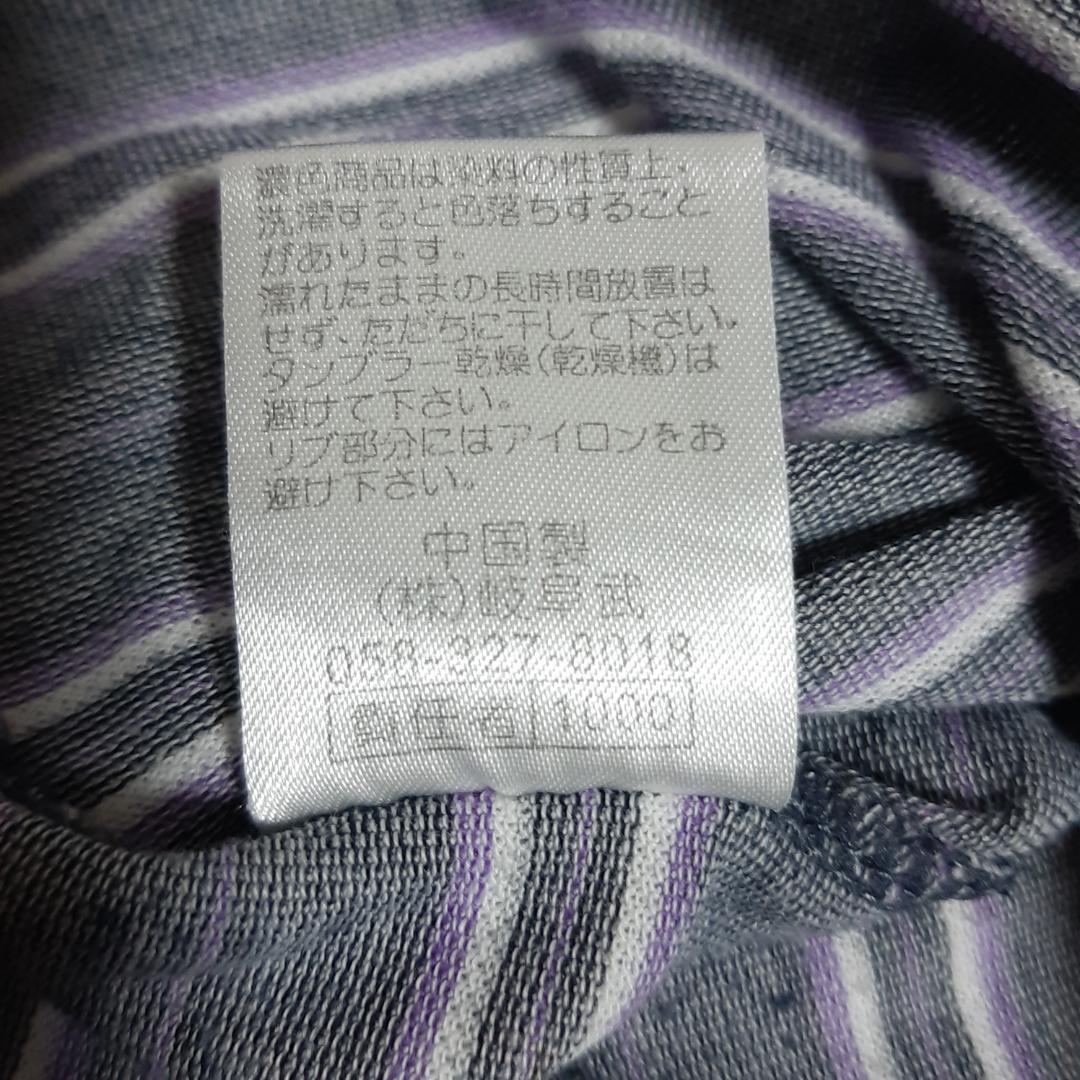 濃色商品は染料の性質上、
洗濯すると色落ちすること
があります。
濡れたままの長時間放置は
せず、ただちに干して下さい。
タンブラー乾燥(乾燥機)は
避けて下さい。
リブ部分にはアイロンをお
避け下さい。
中国製
(株)岐阜武
058-327-8018
責任者 1000